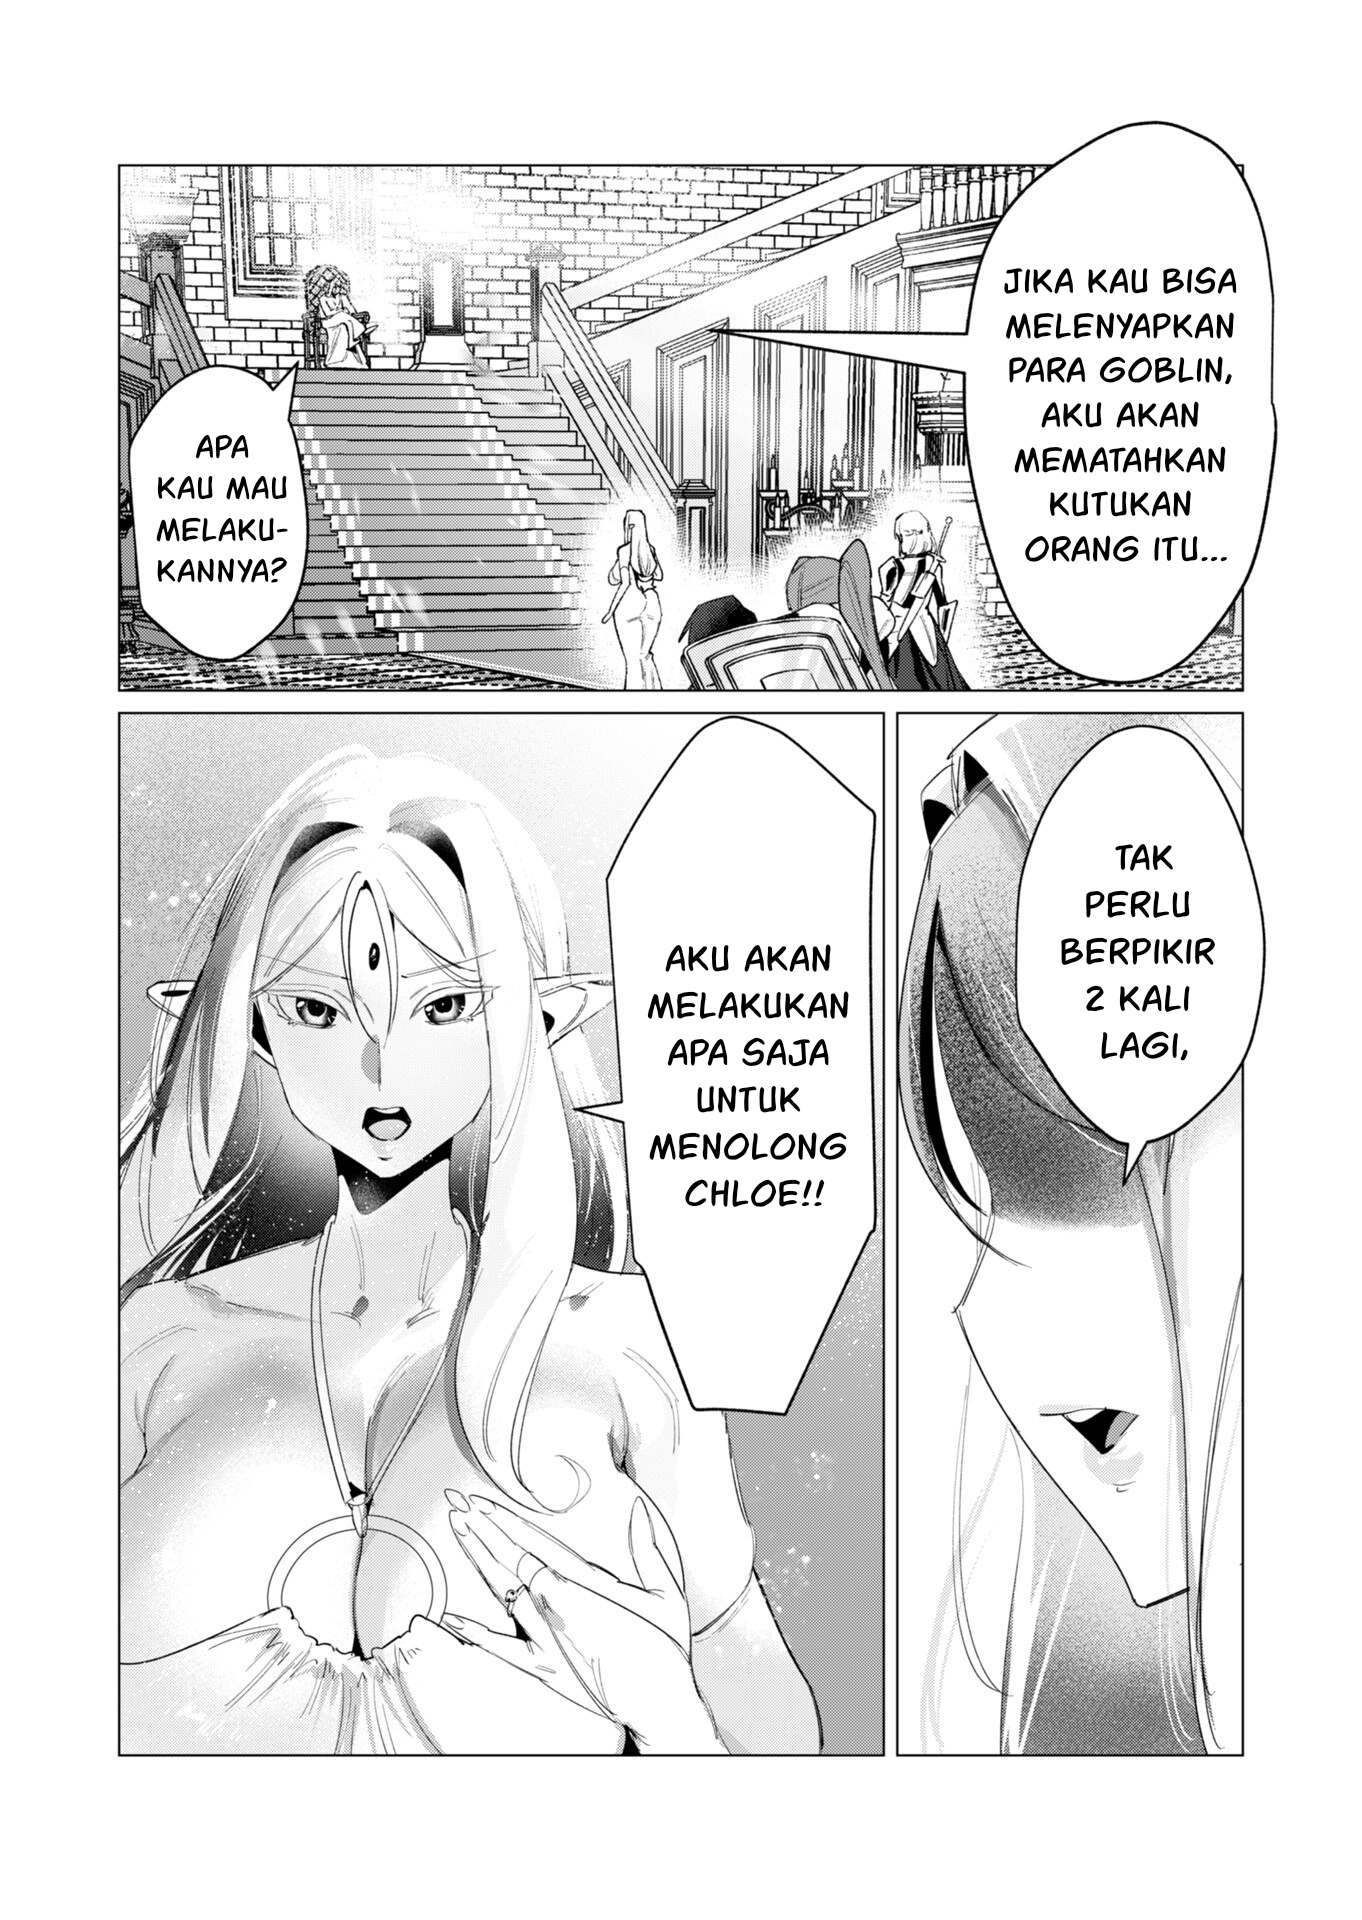 JIKA KAU BISA
MELENYAPKAN
PARA GOBLIN,
AKU AKAN
MEMATAHKAN
KUTUKAN
ORANG ITU...
APA
KAU MAU
MELAKU-
KANNYA?
TAK
PERLU
BERPIKIR
2 KALI
LAGI,
AKU AKAN
MELAKUKAN
APA SAJA
UNTUK
MENOLONG
CHLOE!!